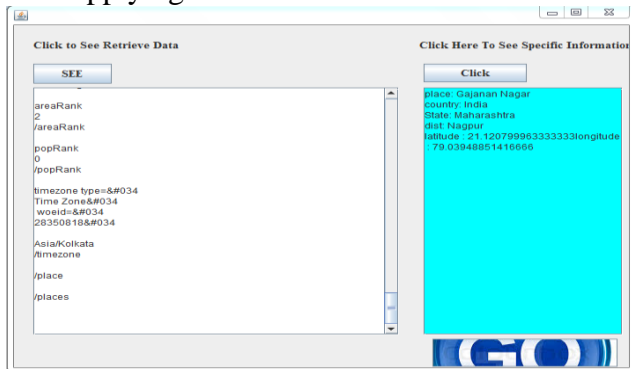 Click to See Retrieve Data
SEE
areaRank
2
/areaRank
popRank
0
/popRank
timezone type=&#034
Time Zone&#034
woeid=&#034
28350818&#034
Asia/Kolkata
/timezone
/place
/places
Click Here To See Specific Information
Click
place: Gajanan Nagar
country: India
State: Maharashtra
dist: Nagpur
latitude : 21.120799963333333longitude
: 79.03948851416666
GO